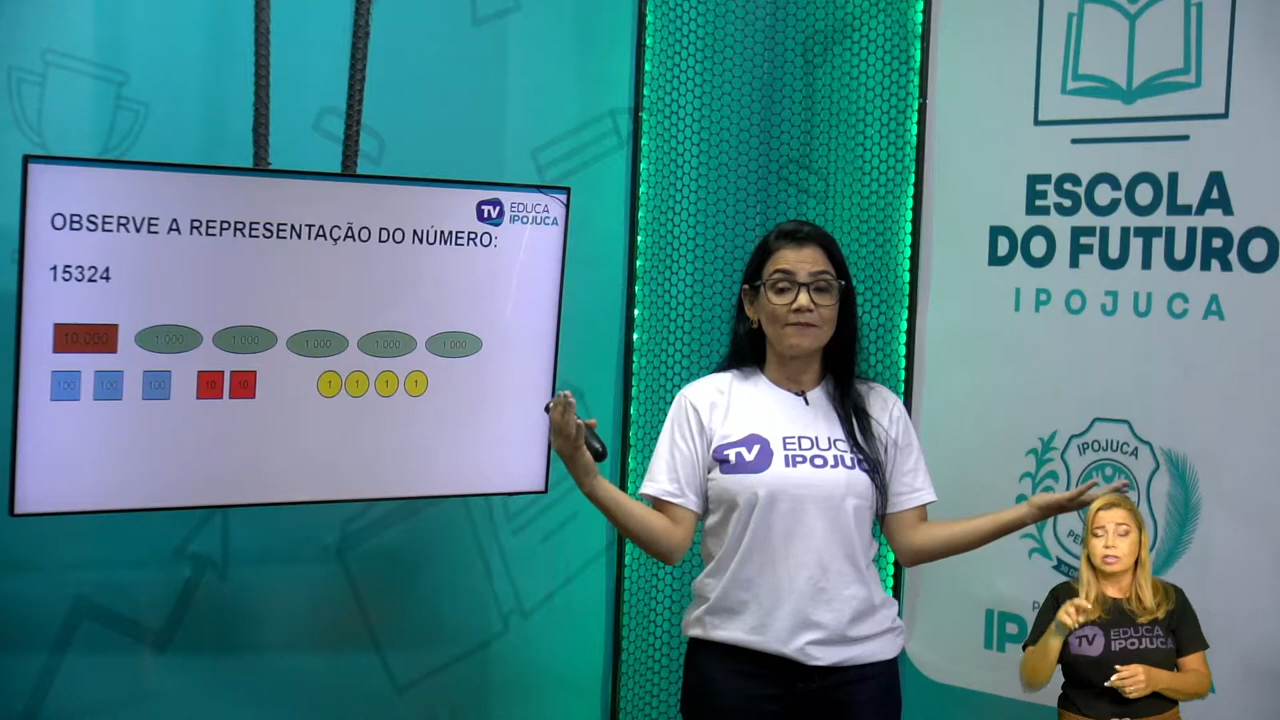 TV EDUCA
IPOJUCA
OBSERVE A REPRESENTAÇÃO DO NÚMERO:
15324
10.000 1.000 1.000 1.000 1.000 1.000
100 100 100 10 10 1 1 1 1
TV EDUCA
IPOJUC
ESCOLA
DO FUTURO
IPOJUCA
IPOJUCA
TV EDUCA
IPOJUCA